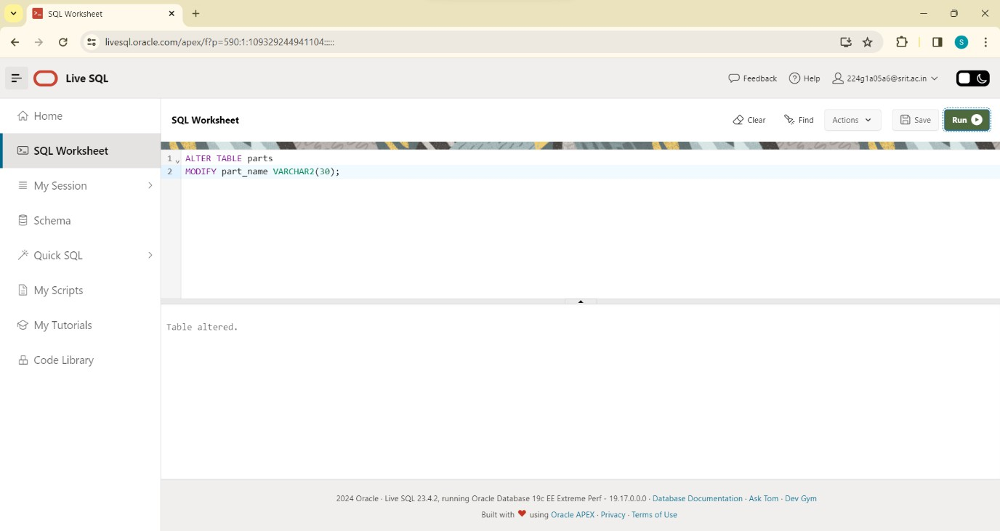 SQL Worksheet
livesql.oracle.com/apex/f?p=590:1:109329244941104:::::
S
Live SQL
Feedback
Help
224g1a05a6@srit.ac.in
Home
SQL Worksheet
My Session
Schema
Quick SQL
My Scripts
My Tutorials
Code Library
SQL Worksheet
Clear
Find
Actions
Save
Run
1 ALTER TABLE parts
2 MODIFY part_name VARCHAR2(30);
Table altered.
2024 Oracle · Live SQL 23.4.2, running Oracle Database 19c EE Extreme Perf - 19.17.0.0.0 · Database Documentation · Ask Tom · Dev Gym
Built with ❤ using Oracle APEX · Privacy · Terms of Use